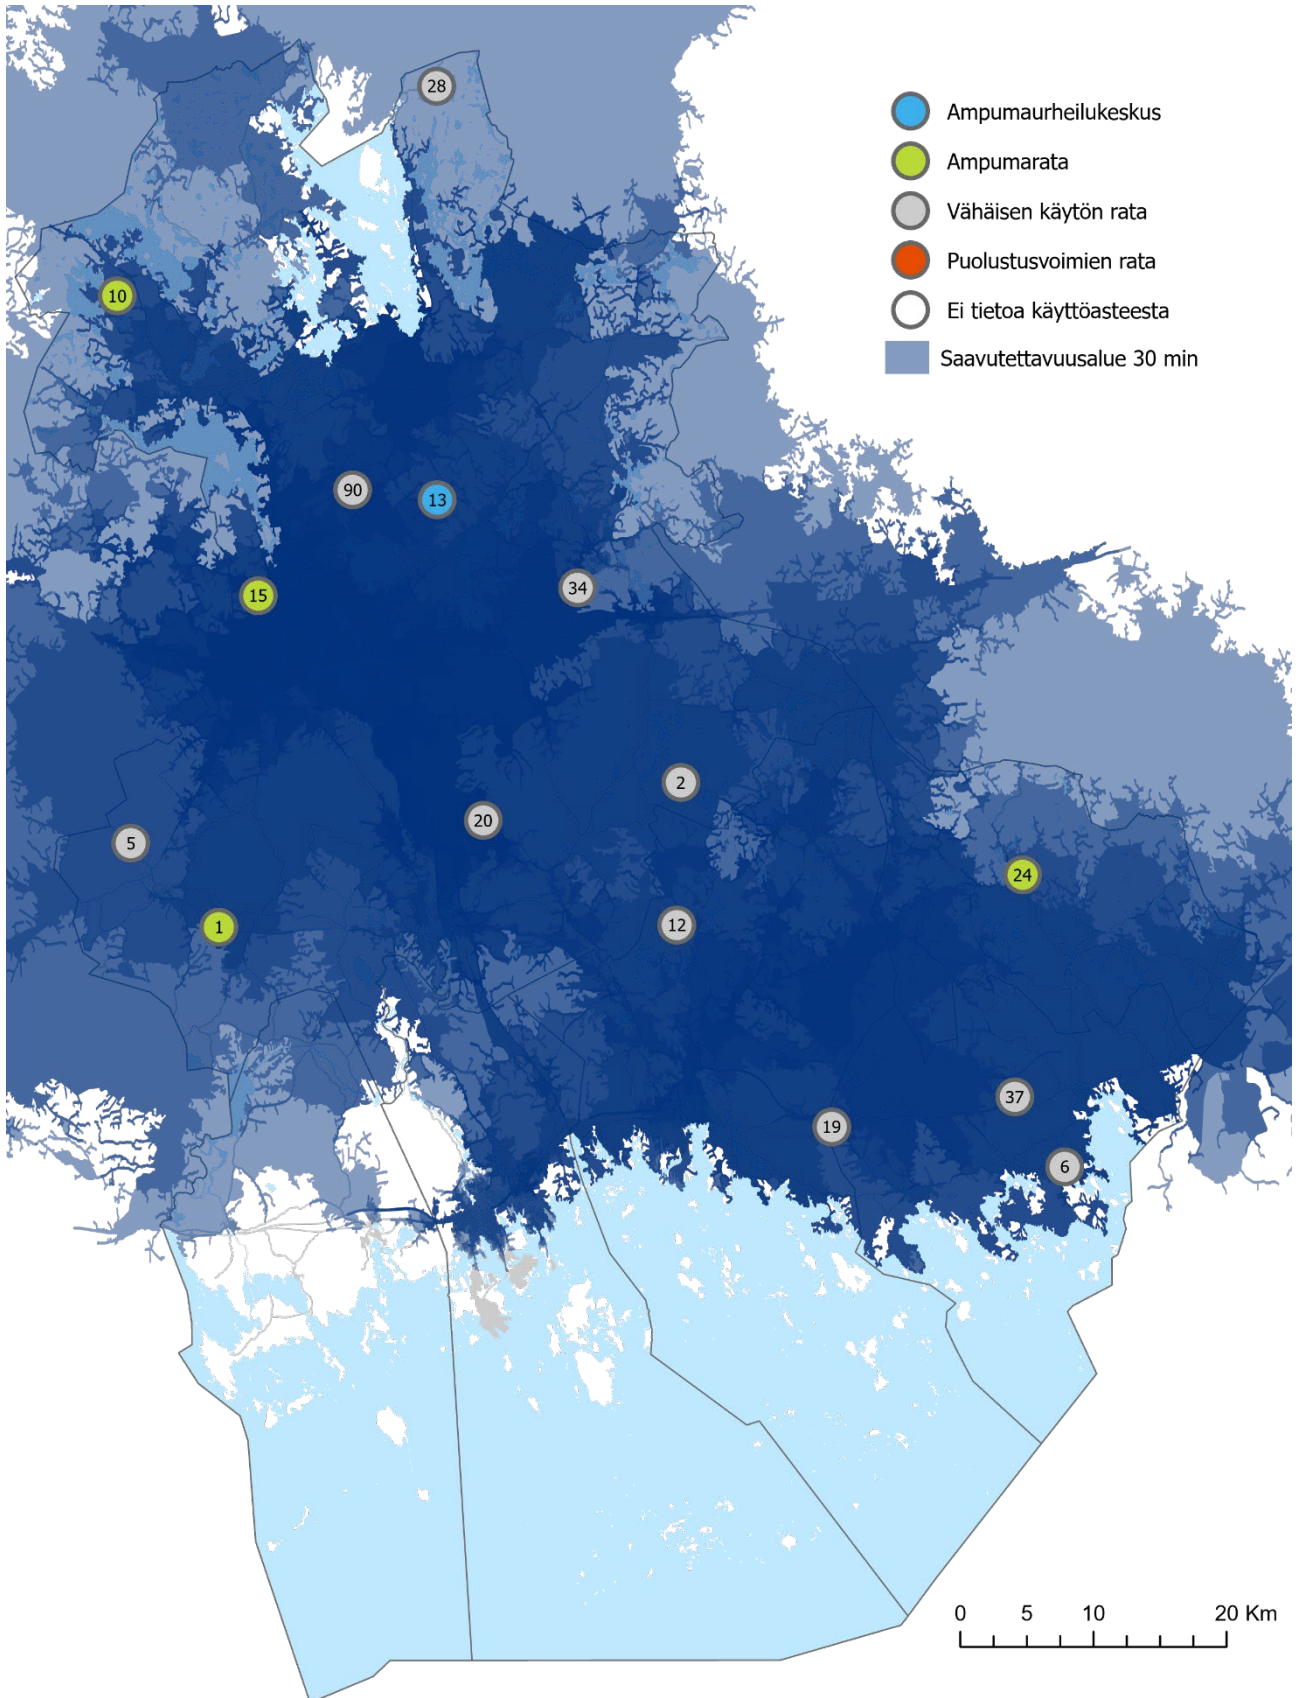 28
Ampumaurheilukeskus
Ampumarata
Vähäisen käytön rata
Puolustusvoimien rata
Ei tietoa käyttöasteesta
Saavutettavuusalue 30 min
10
90
13
15
34
2
20
5
24
12
1
37
19
6
0 5 10 20 Km